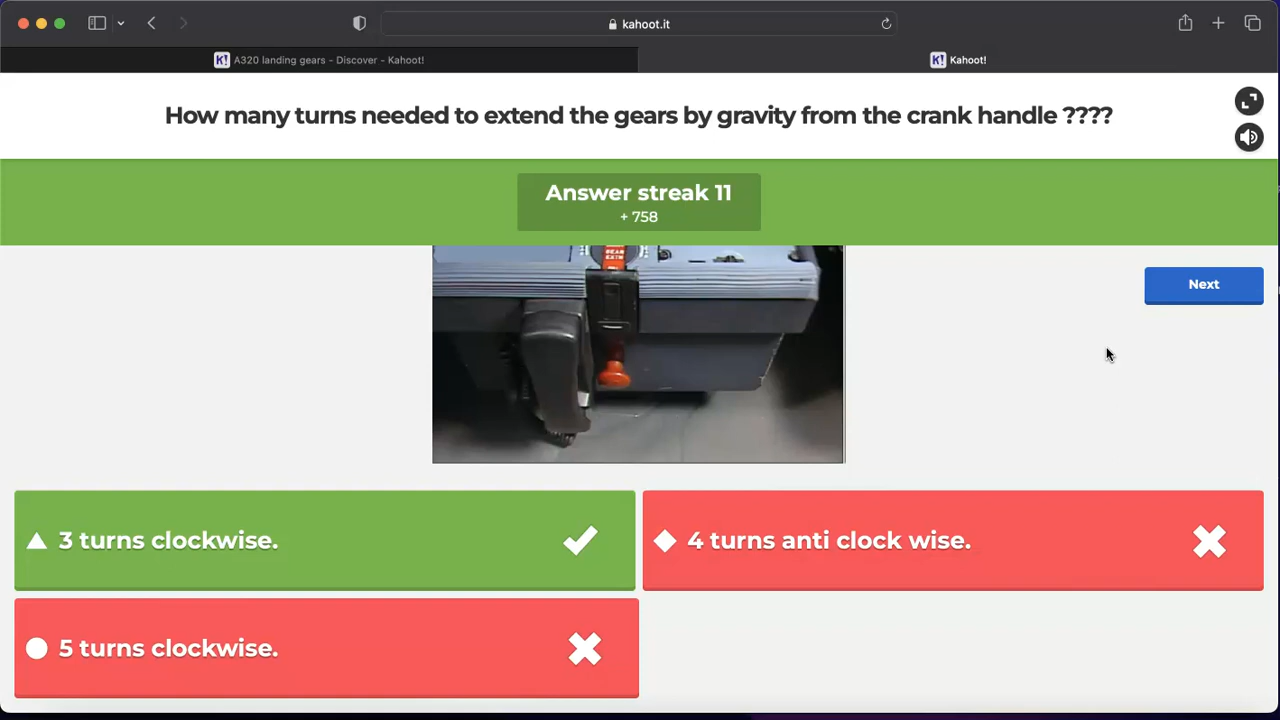 kahoot.it
K! A320 landing gears - Discover - Kahoot!
K! Kahoot!
How many turns needed to extend the gears by gravity from the crank handle ????
Answer streak 11
+ 758
Next
GEAR
EXTN
3 turns clockwise.
4 turns anti clock wise.
5 turns clockwise.